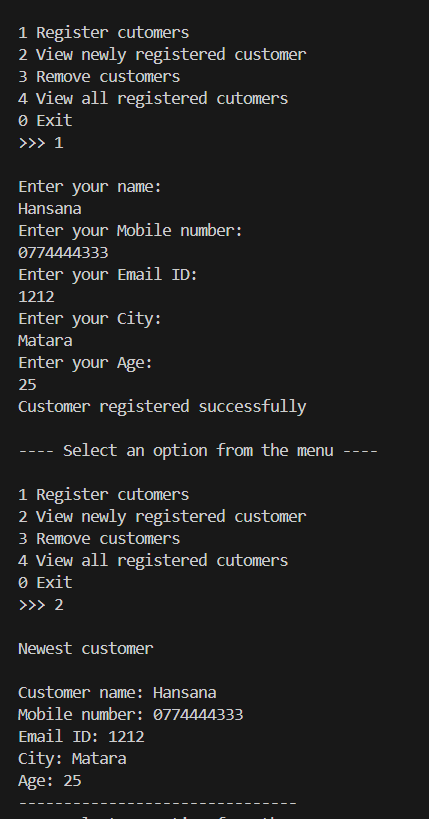 1 Register cutomers
2 View newly registered customer
3 Remove customers
4 View all registered cutomers
0 Exit
>>> 1
Enter your name:
Hansana
Enter your Mobile number:
0774444333
Enter your Email ID:
1212
Enter your City:
Matara
Enter your Age:
25
Customer registered successfully
---- Select an option from the menu ----
1 Register cutomers
2 View newly registered customer
3 Remove customers
4 View all registered cutomers
0 Exit
>>> 2
Newest customer
Customer name: Hansana
Mobile number: 0774444333
Email ID: 1212
City: Matara
Age: 25
-------------------------------